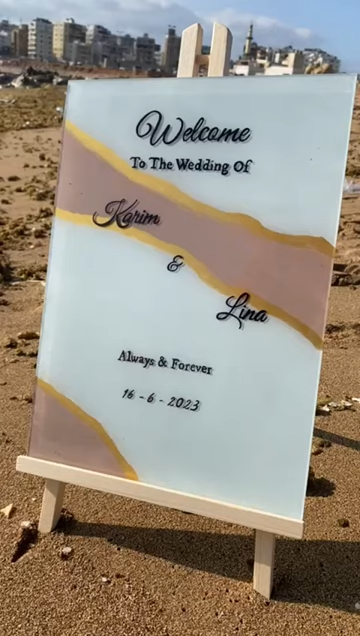 Welcome
To The Wedding Of
Karim
&
Lina
Always & Forever
16 - 6 - 2023